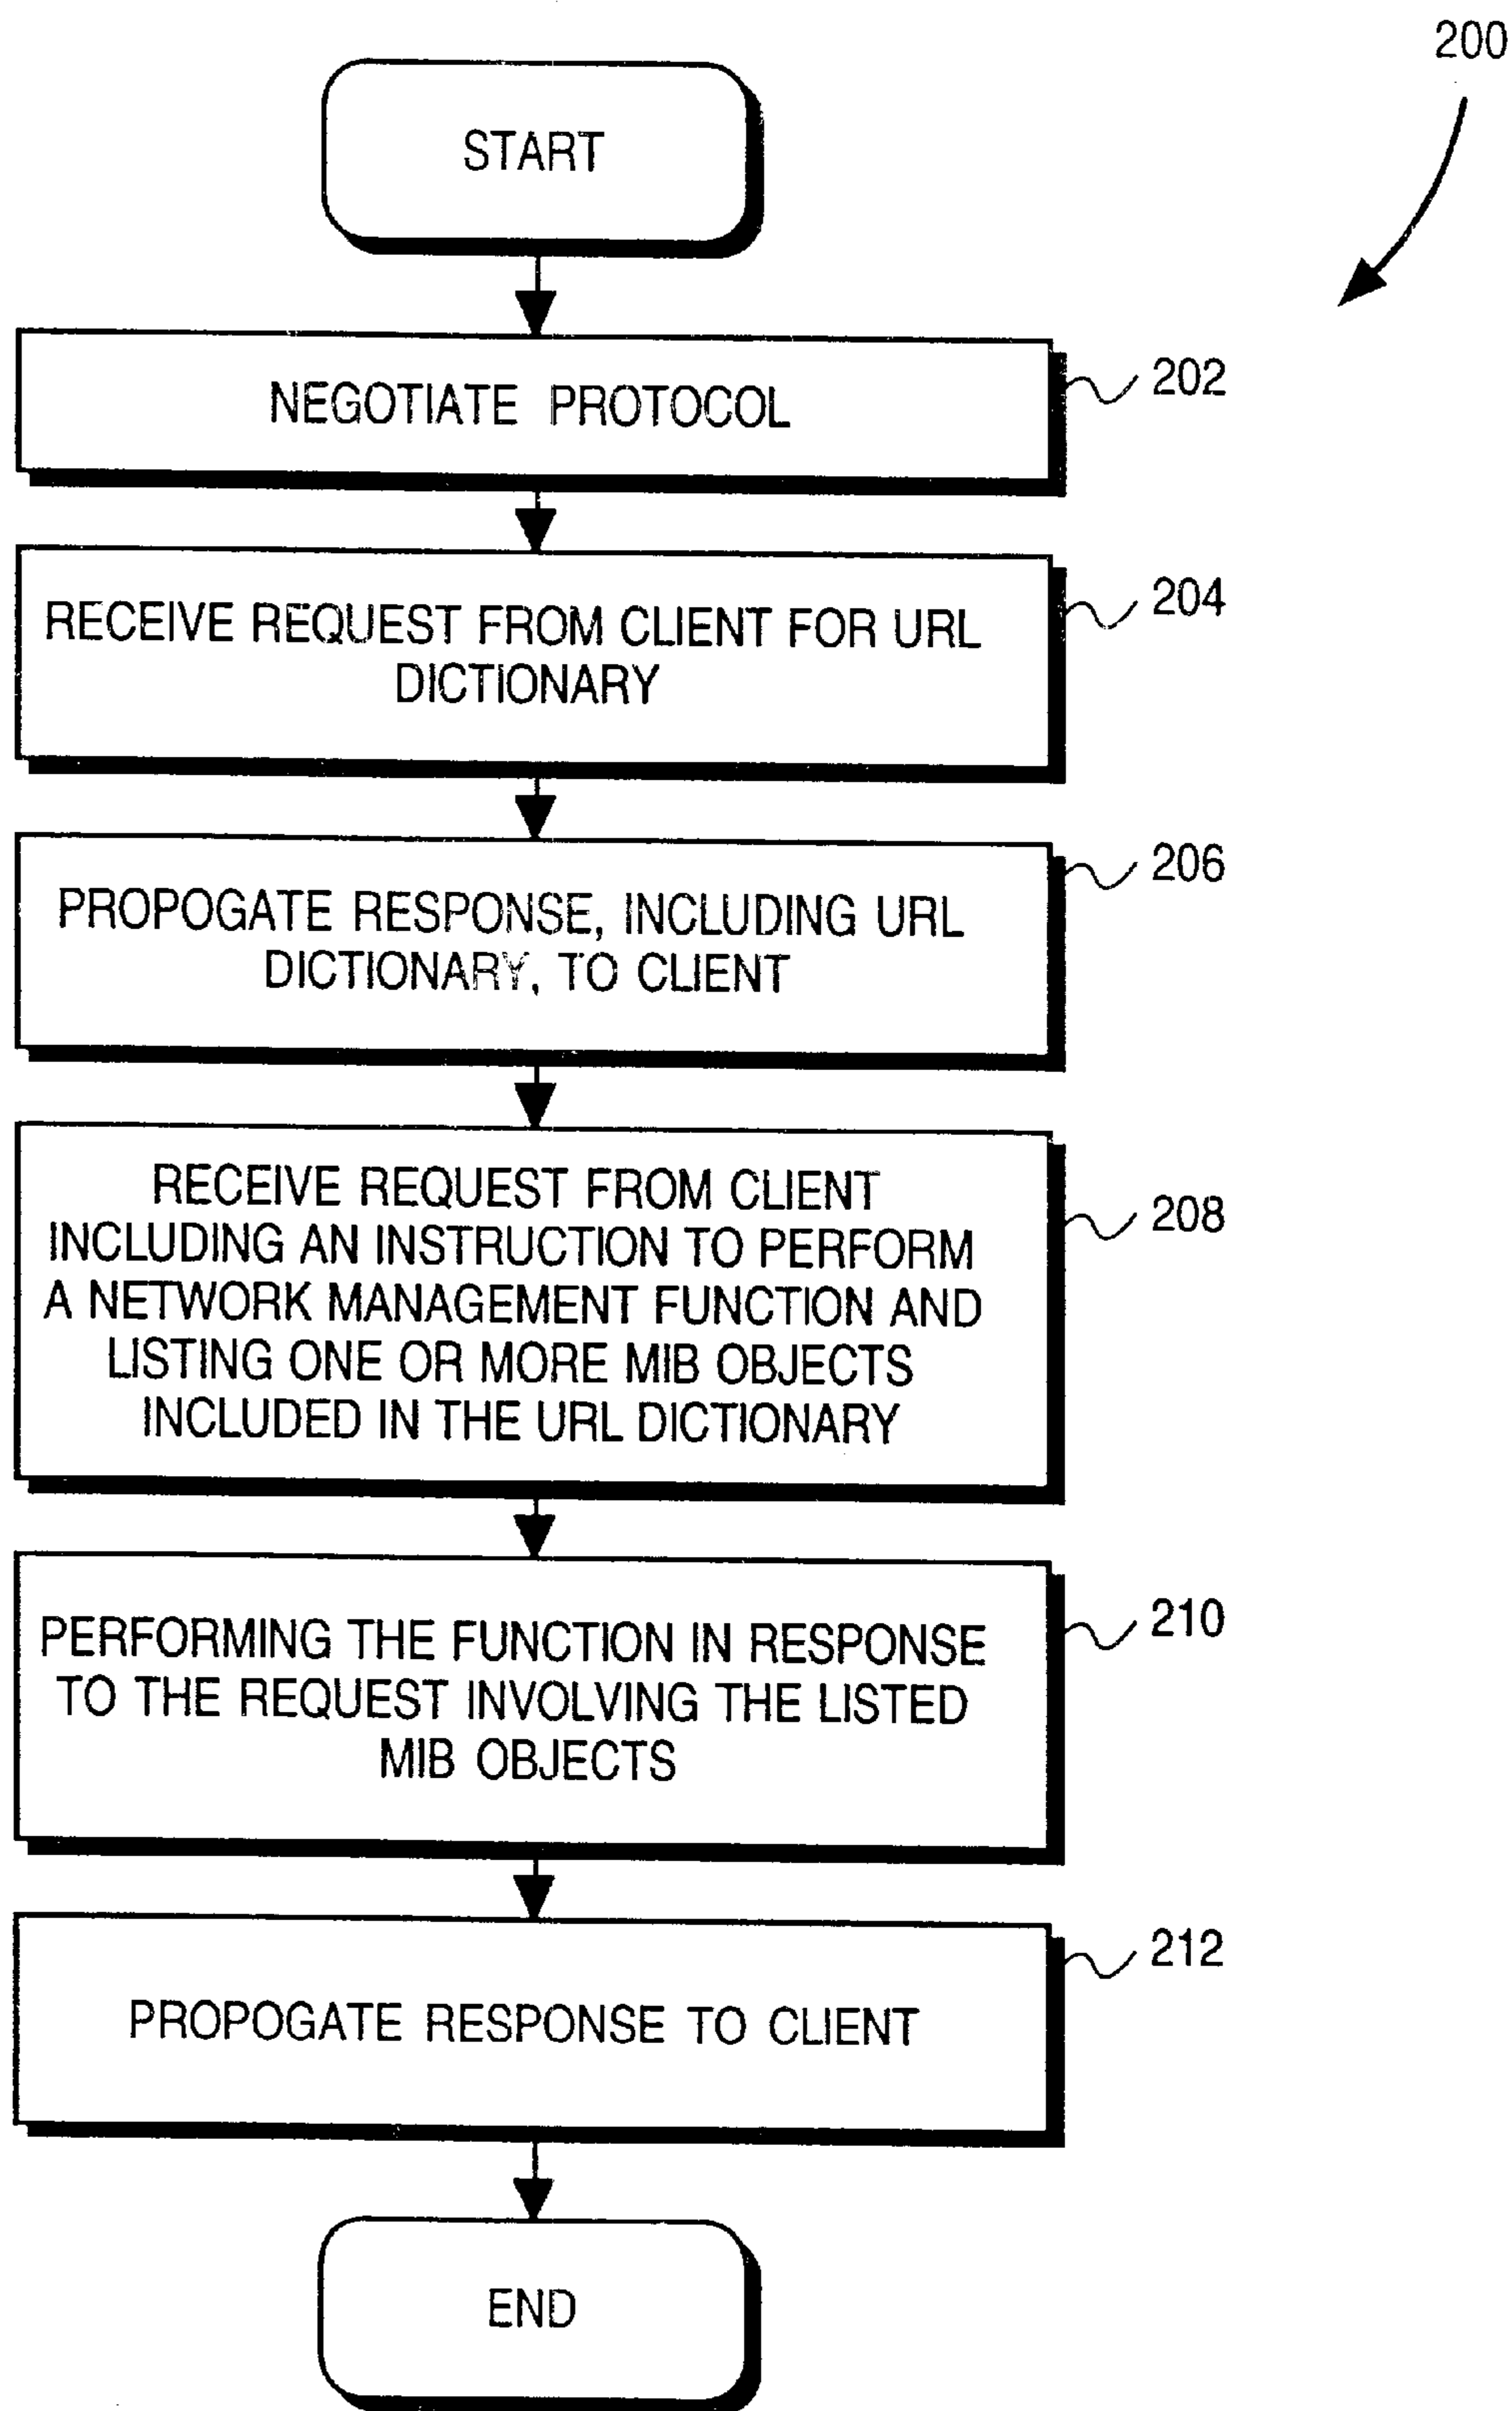 200
START
NEGOTIATE PROTOCOL
202
RECEIVE REQUEST FROM CLIENT FOR URL
DICTIONARY
204
PROPOGATE RESPONSE, INCLUDING URL
DICTIONARY, TO CLIENT
206
RECEIVE REQUEST FROM CLIENT
INCLUDING AN INSTRUCTION TO PERFORM
A NETWORK MANAGEMENT FUNCTION AND
LISTING ONE OR MORE MIB OBJECTS
INCLUDED IN THE URL DICTIONARY
208
PERFORMING THE FUNCTION IN RESPONSE
TO THE REQUEST INVOLVING THE LISTED
MIB OBJECTS
210
PROPOGATE RESPONSE TO CLIENT
212
END